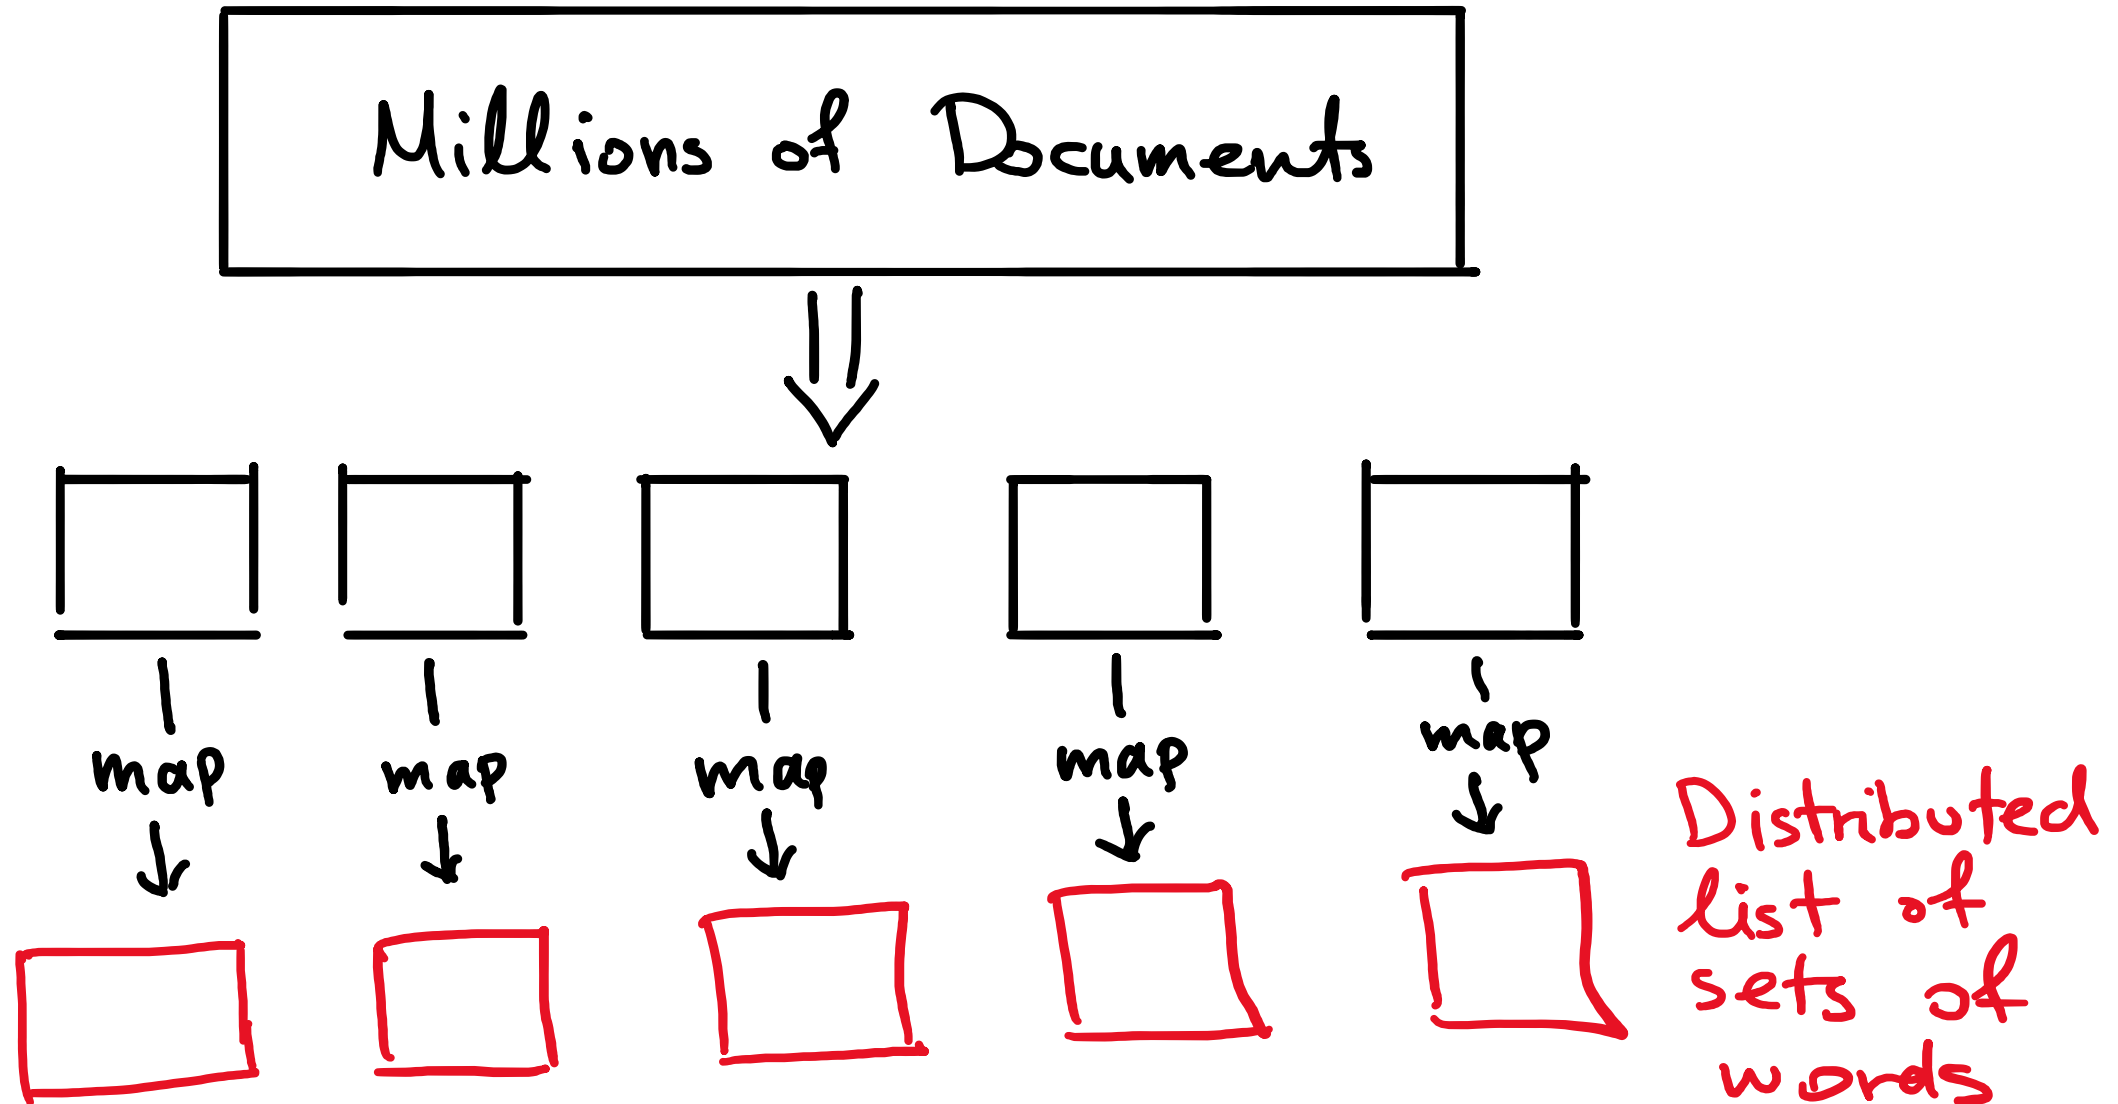 Millions of Documents
map map map map map
Distributed
list of
sets of
words